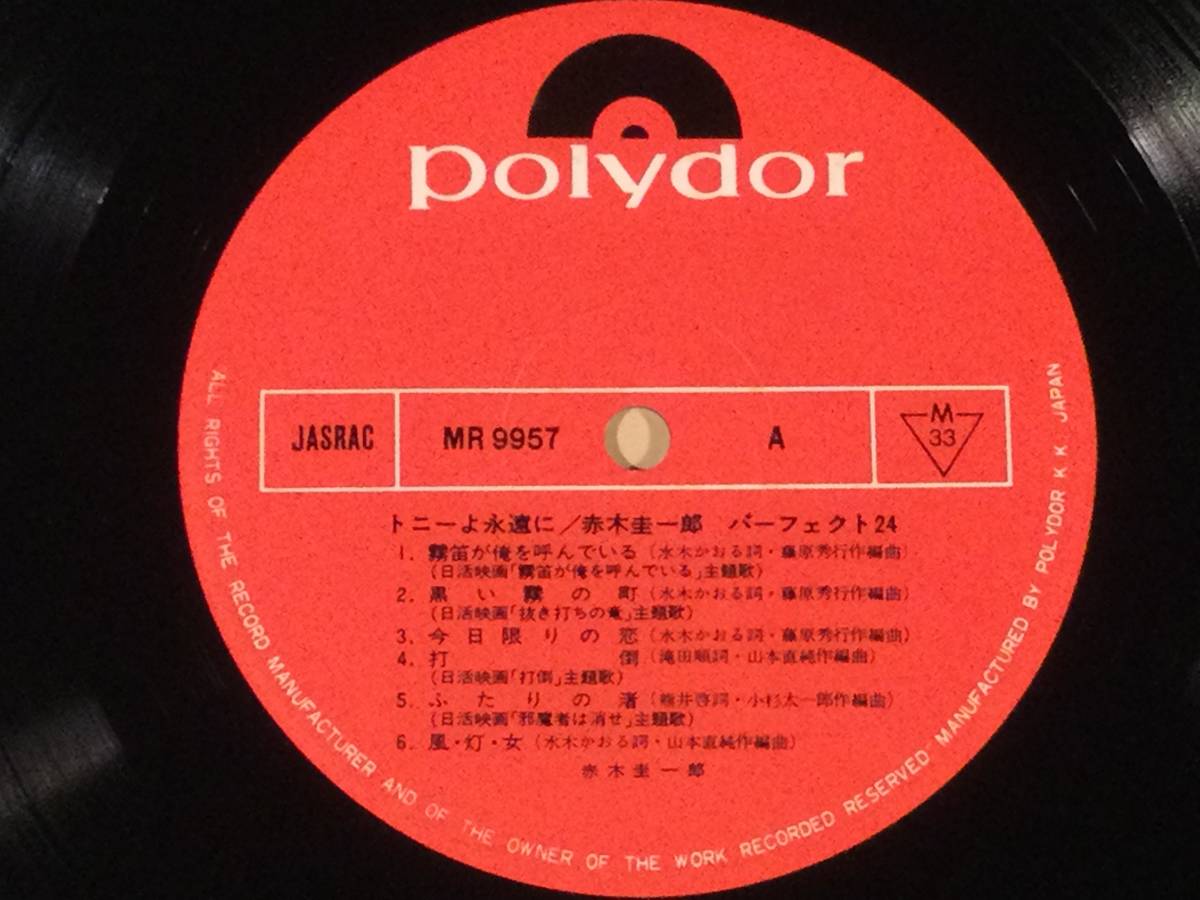 polydor
JASRAC
MR 9957
A
M
33
トニーよ永遠に／赤木圭一郎 パーフェクト24
1. 霧笛が俺を呼んでいる（水木かおる詞・藤原秀行作編曲）
（日活映画「霧笛が俺を呼んでいる」主題歌）
2. 黒い霧の町（水木かおる詞・藤原秀行作編曲）
（日活映画「抜き打ちの竜」主題歌）
3. 今日限りの恋（水木かおる詞・藤原秀行作編曲）
4. 打倒（滝田順詞・山本直純作編曲）
（日活映画「打倒」主題歌）
5. ふたりの渚（熊井啓詞・小杉太一郎作編曲）
（日活映画「邪魔者は消せ」主題歌）
6. 風・灯・女（水木かおる詞・山本直純作編曲）
赤木圭一郎
ALL RIGHTS OF THE RECORD MANUFACTURER AND OF THE OWNER OF THE WORK RECORDED RESERVED MANUFACTURED BY POLYDOR K K JAPAN